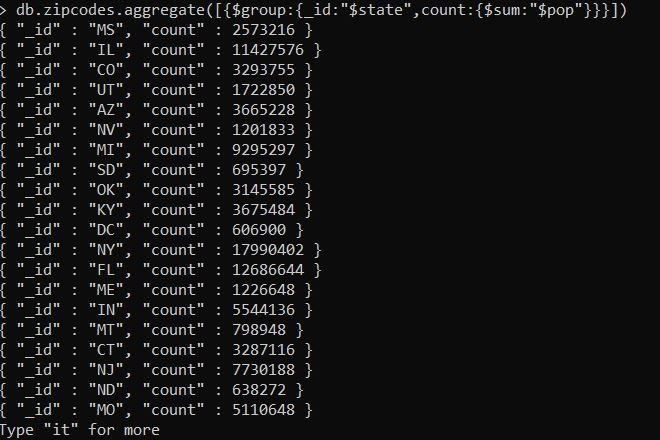 > db.zipcodes.aggregate([{$group:{_id:"$state",count:{$sum:"$pop"}}}])
{ "_id" : "MS", "count" : 2573216 }
{ "_id" : "IL", "count" : 11427576 }
{ "_id" : "CO", "count" : 3293755 }
{ "_id" : "UT", "count" : 1722850 }
{ "_id" : "AZ", "count" : 3665228 }
{ "_id" : "NV", "count" : 1201833 }
{ "_id" : "MI", "count" : 9295297 }
{ "_id" : "SD", "count" : 695397 }
{ "_id" : "OK", "count" : 3145585 }
{ "_id" : "KY", "count" : 3675484 }
{ "_id" : "DC", "count" : 606900 }
{ "_id" : "NY", "count" : 17990402 }
{ "_id" : "FL", "count" : 12686644 }
{ "_id" : "ME", "count" : 1226648 }
{ "_id" : "IN", "count" : 5544136 }
{ "_id" : "MT", "count" : 798948 }
{ "_id" : "CT", "count" : 3287116 }
{ "_id" : "NJ", "count" : 7730188 }
{ "_id" : "ND", "count" : 638272 }
{ "_id" : "MO", "count" : 5110648 }
Type "it" for more